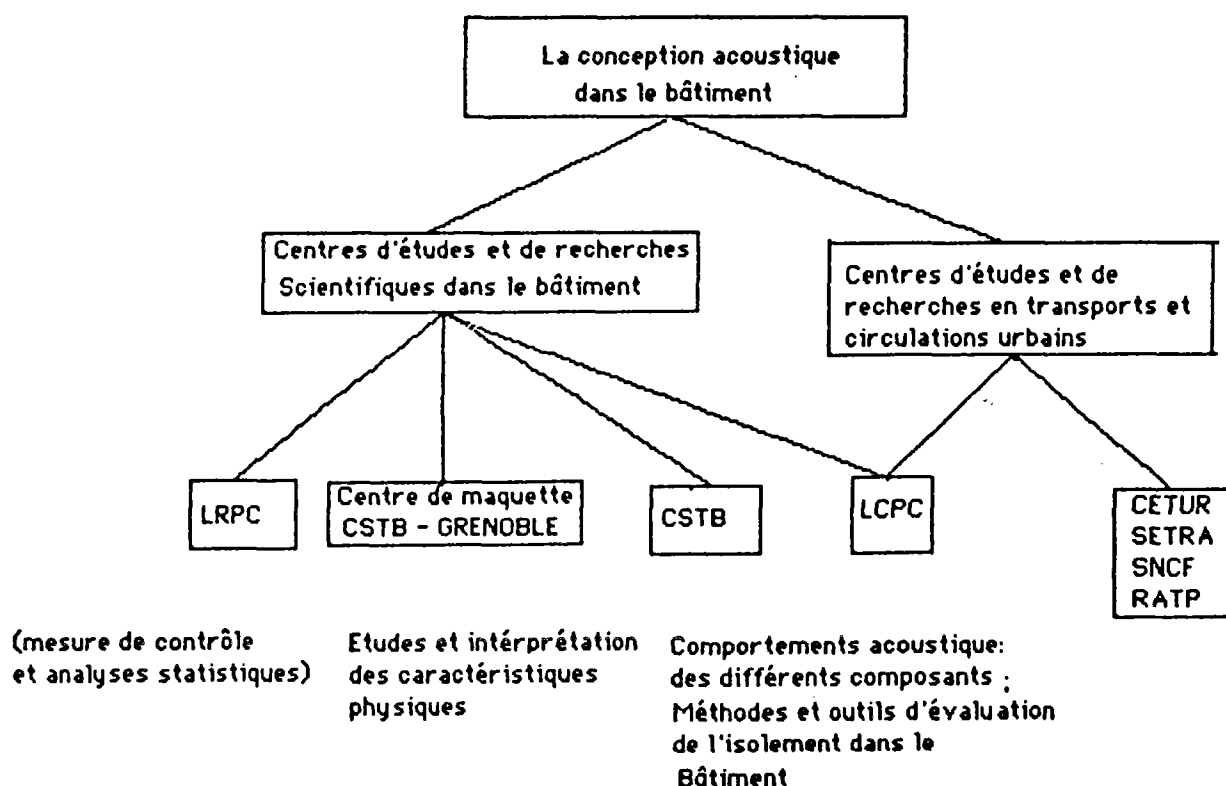 La conception acoustique
dans le bâtiment
Centres d'études et de recherches
Scientifiques dans le bâtiment
Centres d'études et de
recherches en transports et
circulations urbains
LRPC
Centre de maquette
CSTB - GRENOBLE
CSTB
LCPC
CETUR
SETRA
SNCF
RATP
(mesure de contrôle
et analyses statistiques)
Etudes et intérprétation
des caractéristiques
physiques
Comportements acoustique:
des différents composants ;
Méthodes et outils d'évaluation
de l'isolement dans le
Bâtiment